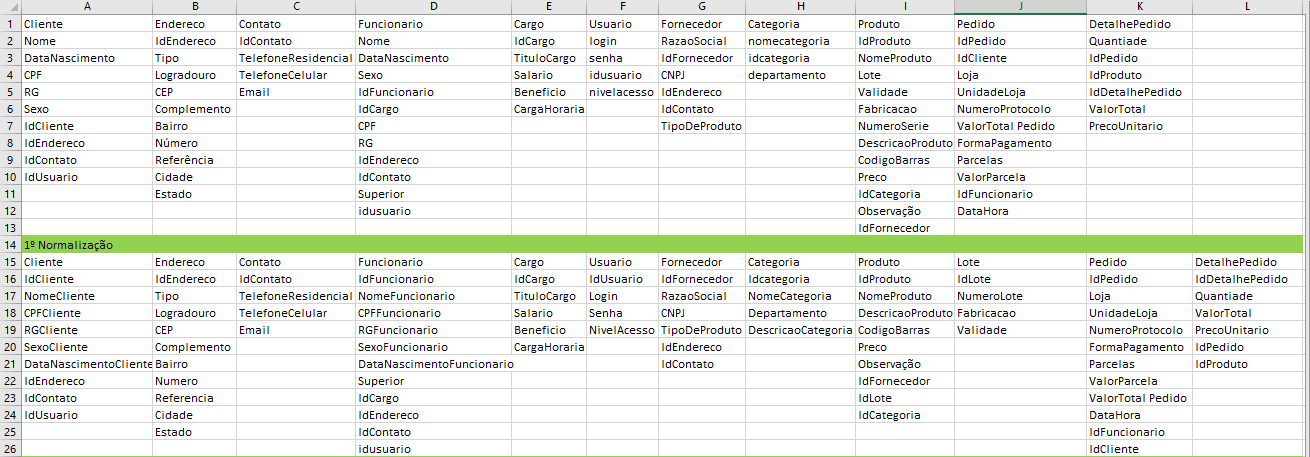 A B C D E F G H I J K L
1 Cliente Endereco Contato Funcionario Cargo Usuario Fornecedor Categoria Produto Pedido DetalhePedido
2 Nome IdEndereco IdContato Nome IdCargo login RazaoSocial nomecategoria IdProduto IdPedido Quantiade
3 DataNascimento Tipo TelefoneResidencial DataNascimento TituloCargo senha IdFornecedor idcategoria NomeProduto IdCliente IdPedido
4 CPF Logradouro TelefoneCelular Sexo Salario idusuario CNPJ departamento Lote Loja IdProduto
5 RG CEP Email IdFuncionario Beneficio nivelacesso IdEndereco Validade UnidadeLoja IdDetalhePedido
6 Sexo Complemento IdCargo CargaHoraria IdContato Fabricacao NumeroProtocolo ValorTotal
7 IdCliente Bairro CPF TipoDeProduto NumeroSerie ValorTotal Pedido PrecoUnitario
8 IdEndereco Número RG DescricaoProduto FormaPagamento
9 IdContato Referência IdEndereco CodigoBarras Parcelas
10 IdUsuario Cidade IdContato Preco ValorParcela
11 Estado Superior IdCategoria IdFuncionario
12 idusuario Observação DataHora
13 IdFornecedor
14 1º Normalização
15 Cliente Endereco Contato Funcionario Cargo Usuario Fornecedor Categoria Produto Lote Pedido DetalhePedido
16 IdCliente IdEndereco IdContato IdFuncionario IdCargo IdUsuario IdFornecedor Idcategoria IdProduto IdLote IdPedido IdDetalhePedido
17 NomeCliente Tipo TelefoneResidencial NomeFuncionario TituloCargo Login RazaoSocial NomeCategoria NomeProduto NumeroLote Loja Quantiade
18 CPFCliente Logradouro TelefoneCelular CPFFuncionario Salario Senha CNPJ Departamento DescricaoProduto Fabricacao UnidadeLoja ValorTotal
19 RGCliente CEP Email RGFuncionario Beneficio NivelAcesso TipoDeProduto DescricaoCategoria CodigoBarras Validade NumeroProtocolo PrecoUnitario
20 SexoCliente Complemento SexoFuncionario CargaHoraria IdEndereco Preco FormaPagamento IdPedido
21 DataNascimentoCliente Bairro DataNascimentoFuncionario IdContato Observação Parcelas IdProduto
22 IdEndereco Numero Superior IdFornecedor ValorParcela
23 IdContato Referencia IdCargo IdLote ValorTotal Pedido
24 IdUsuario Cidade IdEndereco IdCategoria DataHora
25 Estado IdContato IdFuncionario
26 idusuario IdCliente